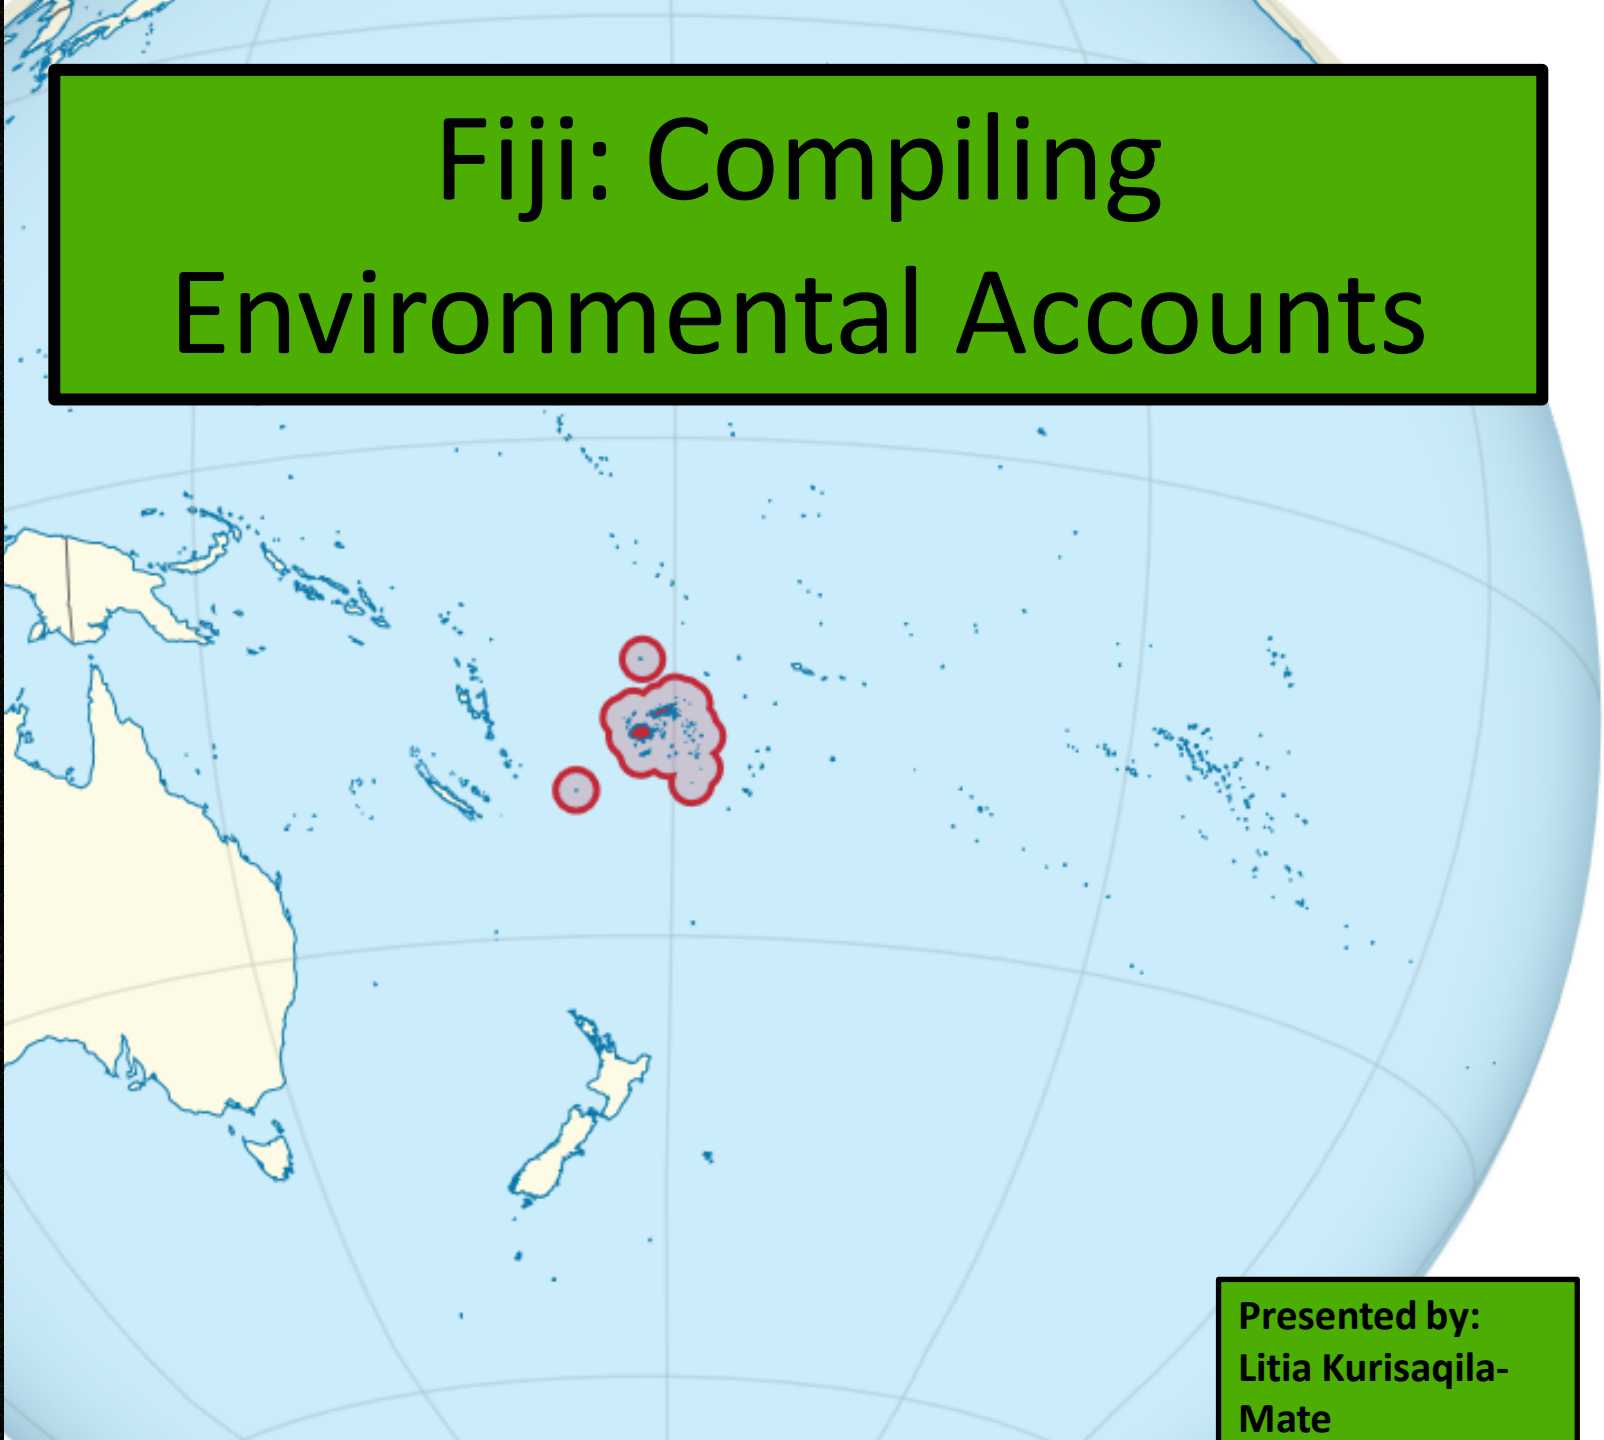 Fiji: Compiling
Environmental Accounts
Presented by:
Litia Kurisaqila-
Mate